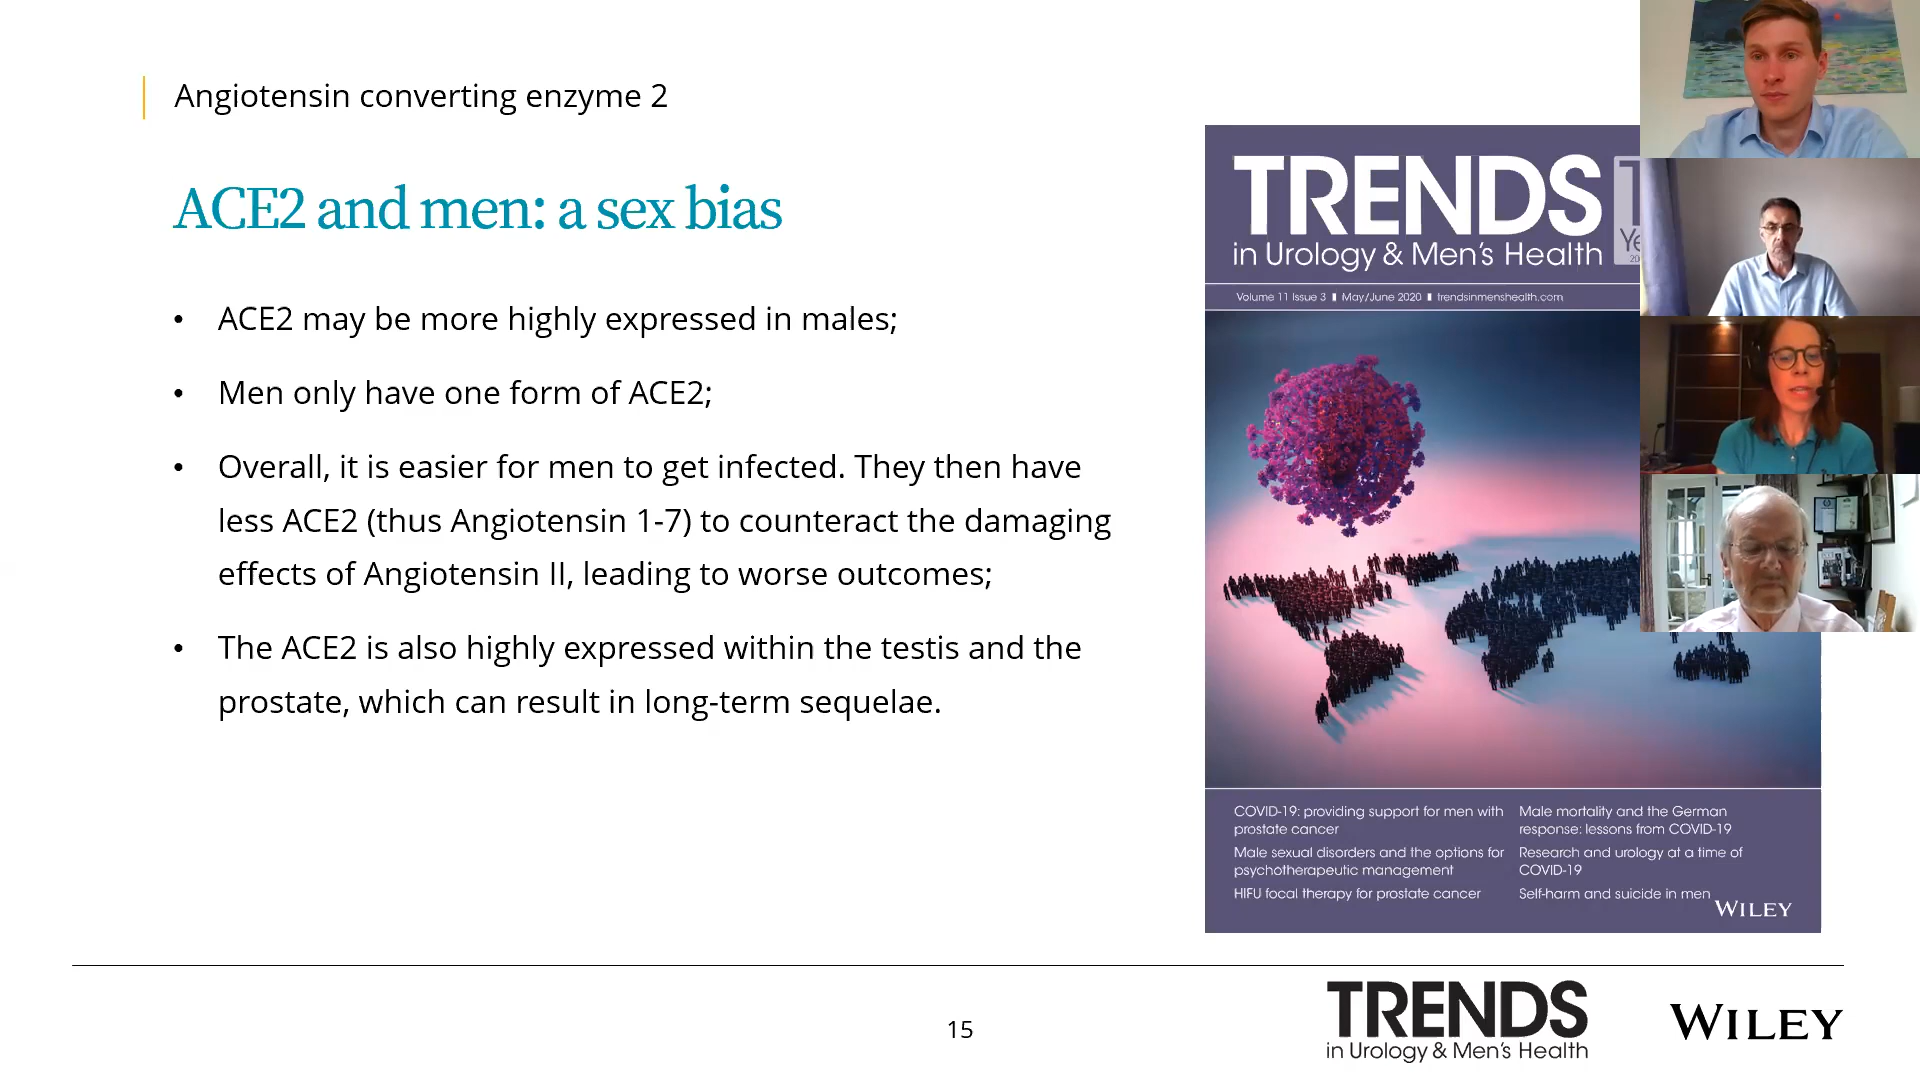 Angiotensin converting enzyme 2
ACE2 and men: a sex bias
• ACE2 may be more highly expressed in males;
• Men only have one form of ACE2;
• Overall, it is easier for men to get infected. They then have
less ACE2 (thus Angiotensin 1-7) to counteract the damaging
effects of Angiotensin II, leading to worse outcomes;
• The ACE2 is also highly expressed within the testis and the
prostate, which can result in long-term sequelae.
TRENDS
in Urology & Men's Health
Volume 11 Issue 3 | May/June 2020 | trendsinmenshealth.com
COVID-19: providing support for men with
prostate cancer
Male sexual disorders and the options for
psychotherapeutic management
HIFU focal therapy for prostate cancer
Male mortality and the German
response: lessons from COVID-19
Research and urology at a time of
COVID-19
Self-harm and suicide in men
WILEY
15
TRENDS
in Urology & Men's Health
WILEY